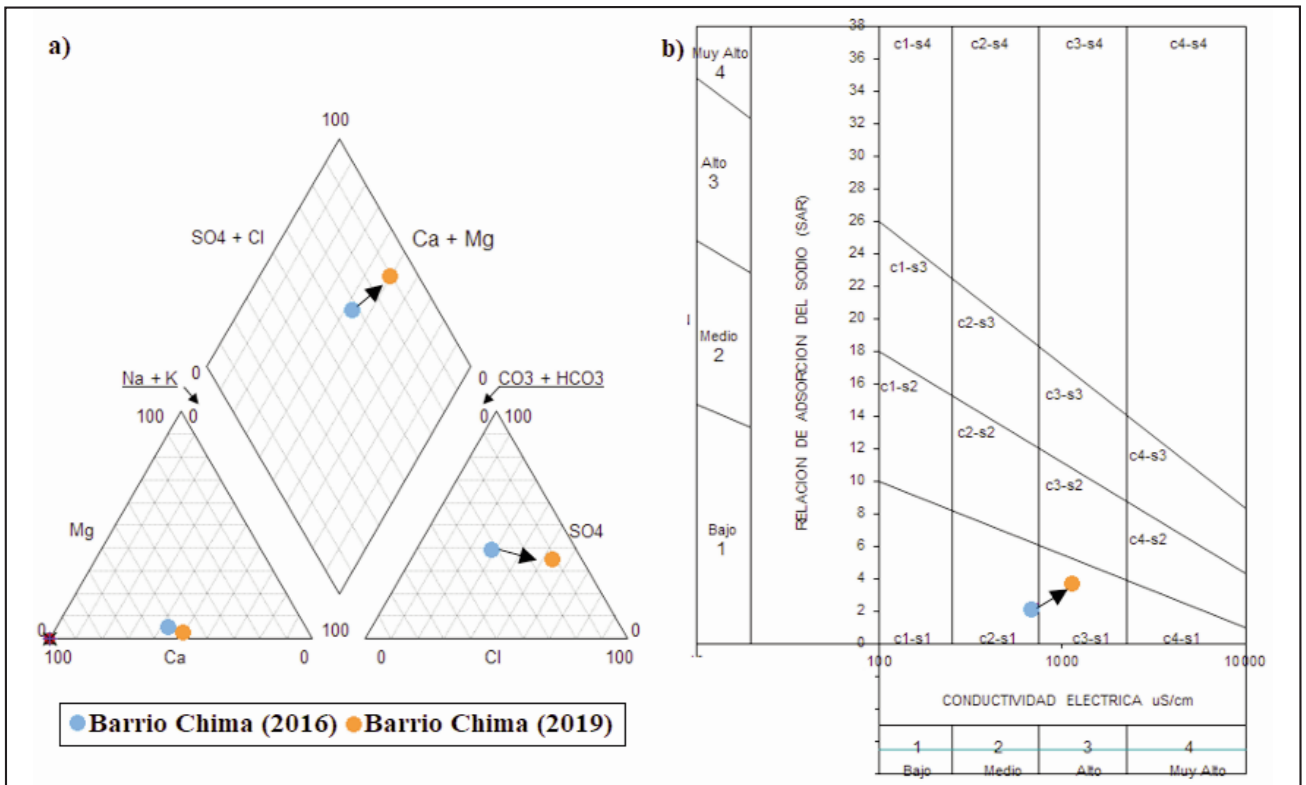 a)
100
SO4 + Cl
Ca + Mg
0
0
Na + K
CO3 + HCO3
100
0
0
100
Mg
SO4
0
100
0
100
Ca
0
0
Cl
100
Barrio Chima (2016)
Barrio Chima (2019)
b)
Muy Alto
4
Alto
3
Medio
2
Bajo
1
RELACION DE ADSORCION DEL SODIO (SAR)
38
36
34
32
30
28
26
24
22
20
18
16
14
12
10
8
6
4
2
0
c1-s4
c2-s4
c3-s4
c4-s4
c1-s3
c2-s3
c3-s3
c4-s3
c1-s2
c2-s2
c3-s2
c4-s2
c1-s1
c2-s1
c3-s1
c4-s1
100
1000
10000
CONDUCTIVIDAD ELECTRICA uS/cm
1
2
3
4
Bajo
Medio
Alto
Muy Alto